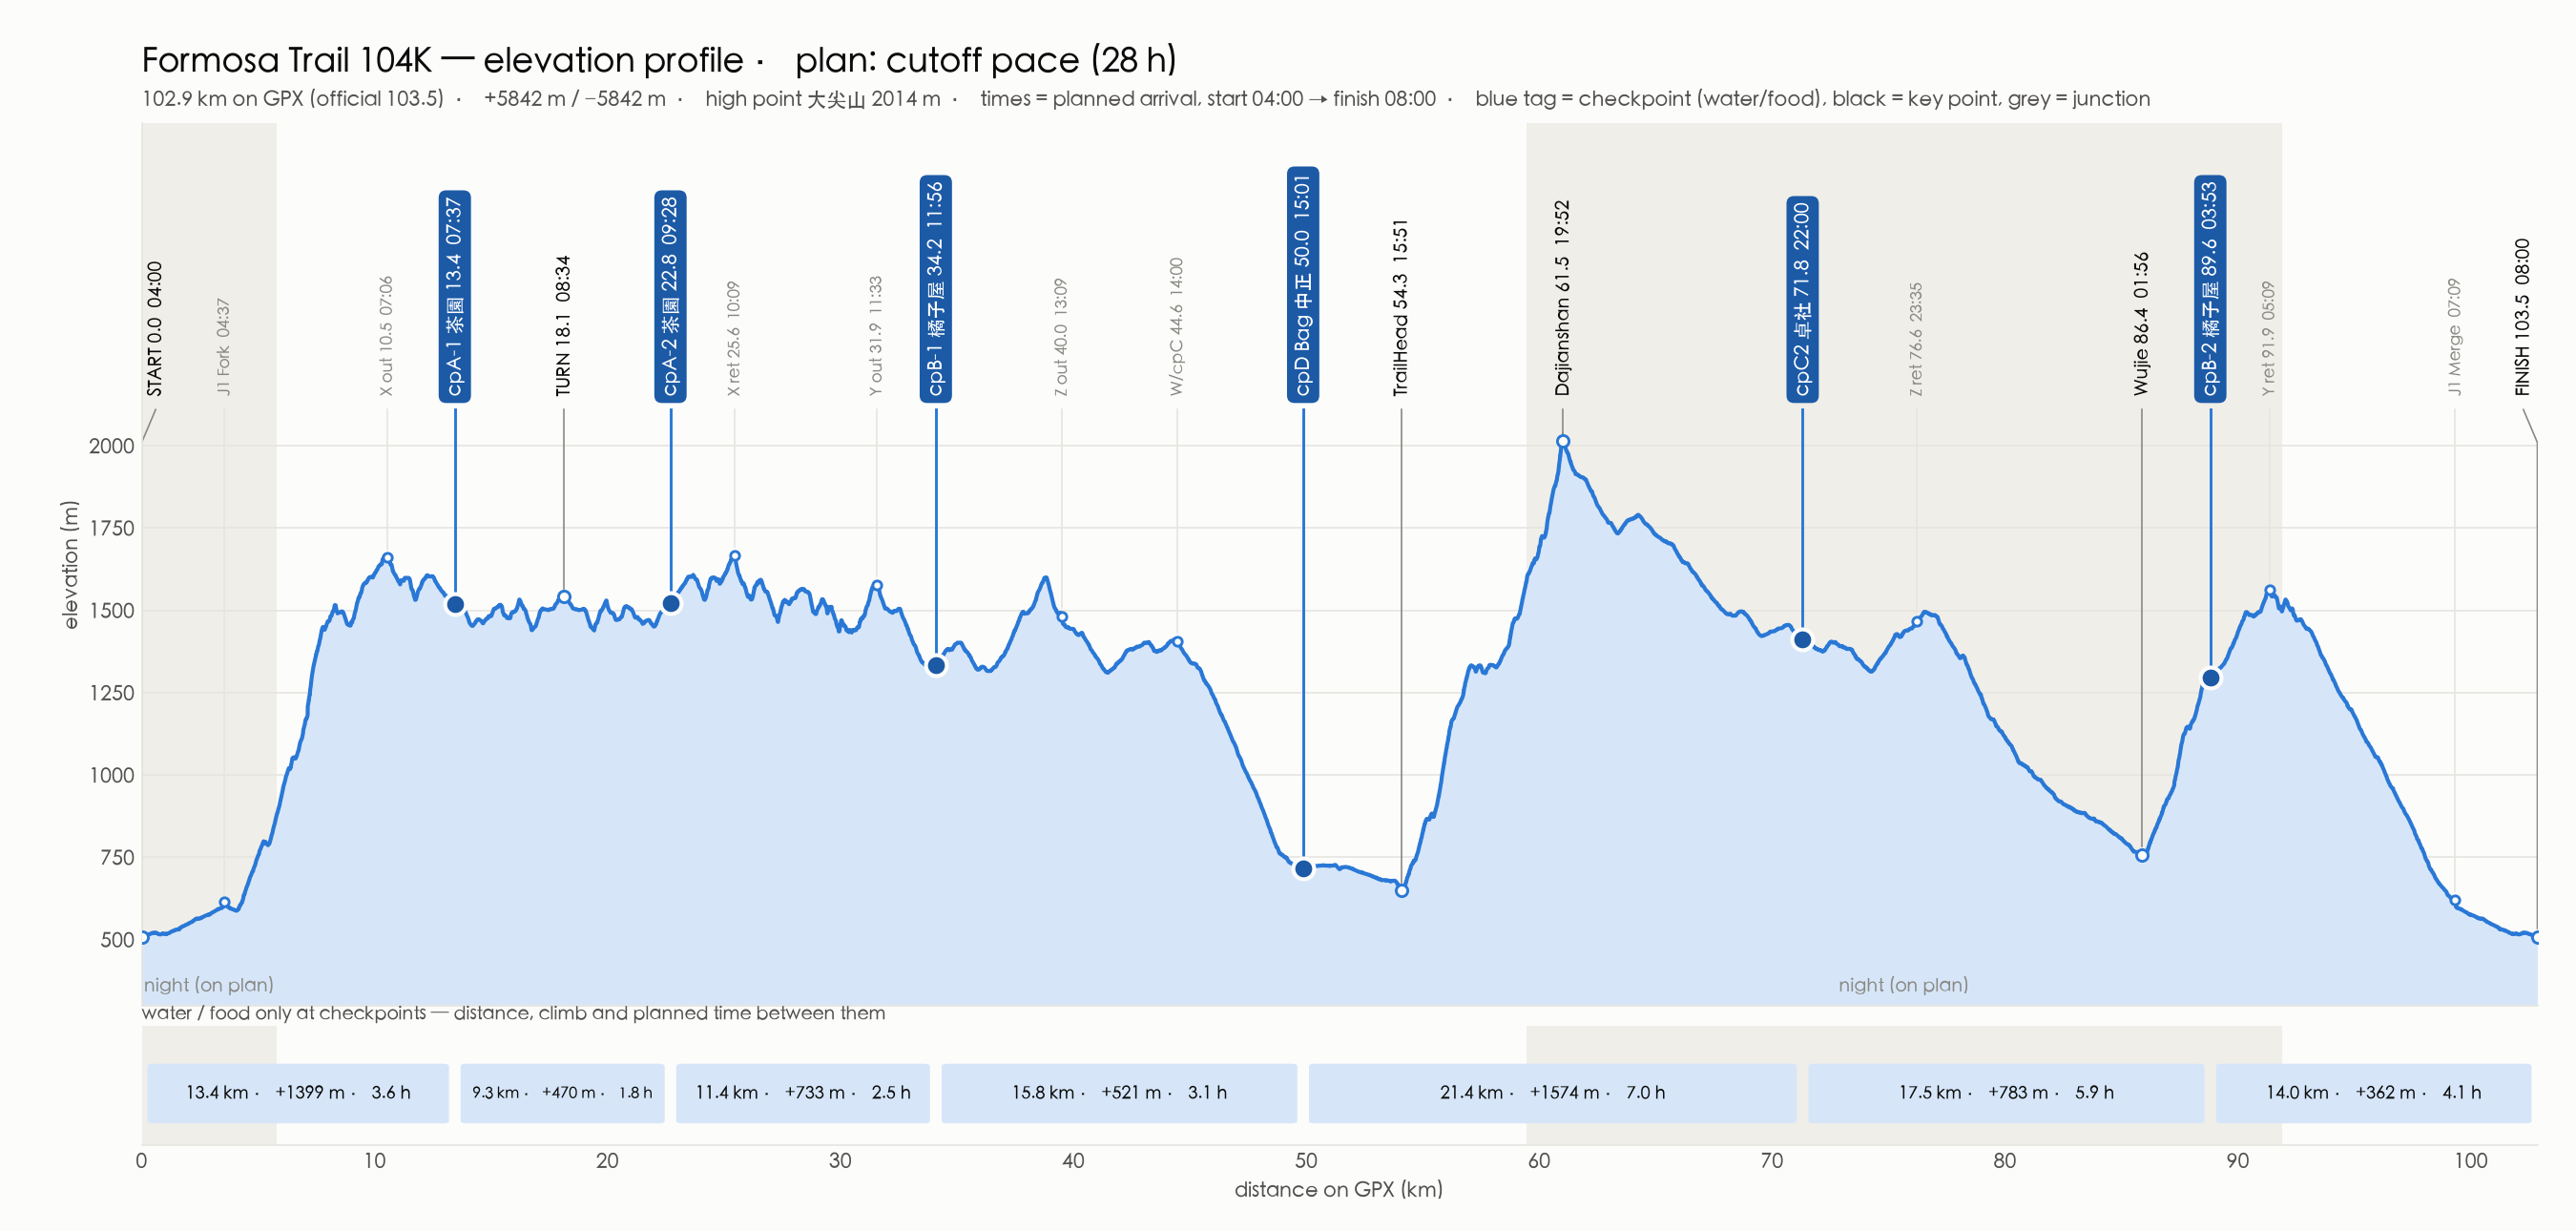 Formosa Trail 104K — elevation profile · plan: cutoff pace (28 h)
102.9 km on GPX (official 103.5) · +5842 m / −5842 m · high point 大尖山 2014 m · times = planned arrival, start 04:00 → finish 08:00 · blue tag = checkpoint (water/food), black = key point, grey = junction
START 0.0 04:00
J1 Fork 04:37
X out 10.5 07:06
cpA-1 茶園 13.4 07:37
TURN 18.1 08:34
cpA-2 茶園 22.8 09:28
X ret 25.6 10:09
Y out 31.9 11:33
cpB-1 橘子屋 34.2 11:56
Z out 40.0 13:09
W/cpC 44.6 14:00
cpD Bag 中正 50.0 15:01
TrailHead 54.3 15:51
Dajianshan 61.5 19:52
cpC2 卓社 71.8 22:00
Z ret 76.6 23:35
Wujie 86.4 01:56
cpB-2 橘子屋 89.6 03:53
Y ret 91.9 05:09
J1 Merge 07:09
FINISH 103.5 08:00
elevation (m)
2000
1750
1500
1250
1000
750
500
night (on plan)
night (on plan)
water / food only at checkpoints — distance, climb and planned time between them
13.4 km · +1399 m · 3.6 h
9.3 km · +470 m · 1.8 h
11.4 km · +733 m · 2.5 h
15.8 km · +521 m · 3.1 h
21.4 km · +1574 m · 7.0 h
17.5 km · +783 m · 5.9 h
14.0 km · +362 m · 4.1 h
0 10 20 30 40 50 60 70 80 90 100
distance on GPX (km)